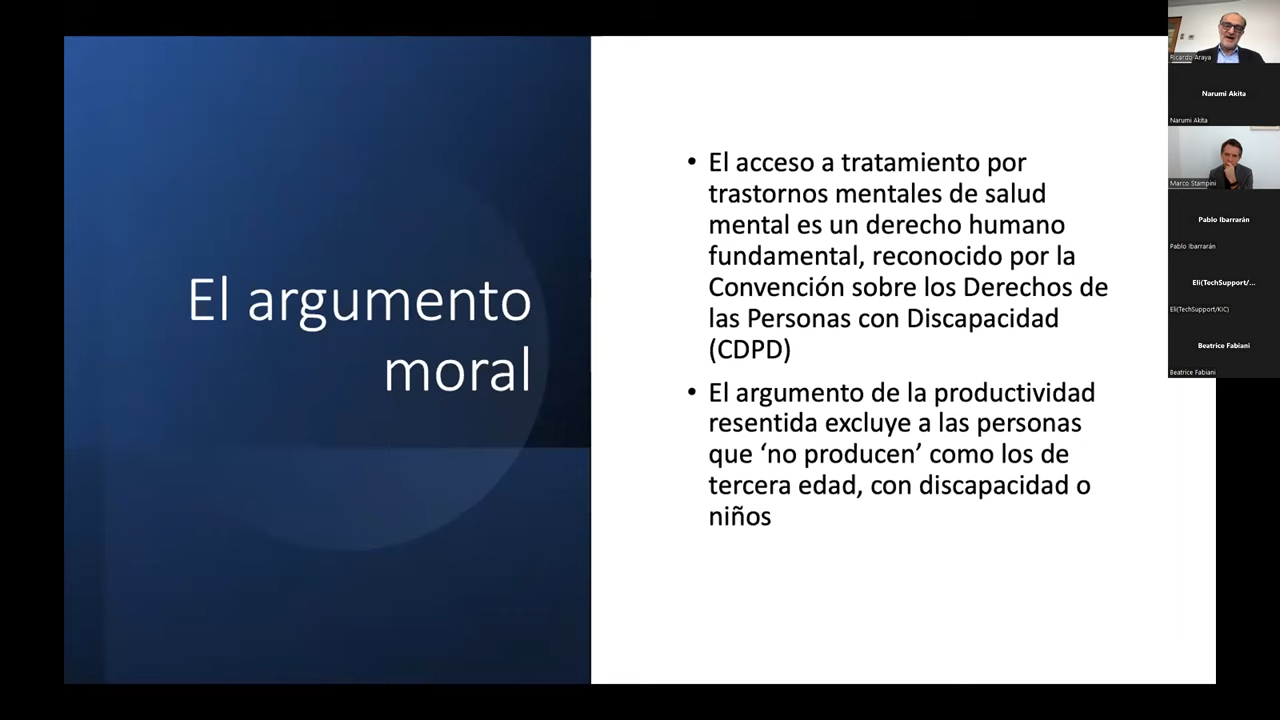 El argumento
moral
• El acceso a tratamiento por
trastornos mentales de salud
mental es un derecho humano
fundamental, reconocido por la
Convención sobre los Derechos de
las Personas con Discapacidad
(CDPD)
• El argumento de la productividad
resentida excluye a las personas
que ‘no producen’ como los de
tercera edad, con discapacidad o
niños
Ricardo Araya
Narumi Akita
Narumi Akita
Marco Stampini
Pablo Ibarrarán
Pablo Ibarrarán
Eli(TechSupport/...
Eli(TechSupport/KIC)
Beatrice Fabiani
Beatrice Fabiani